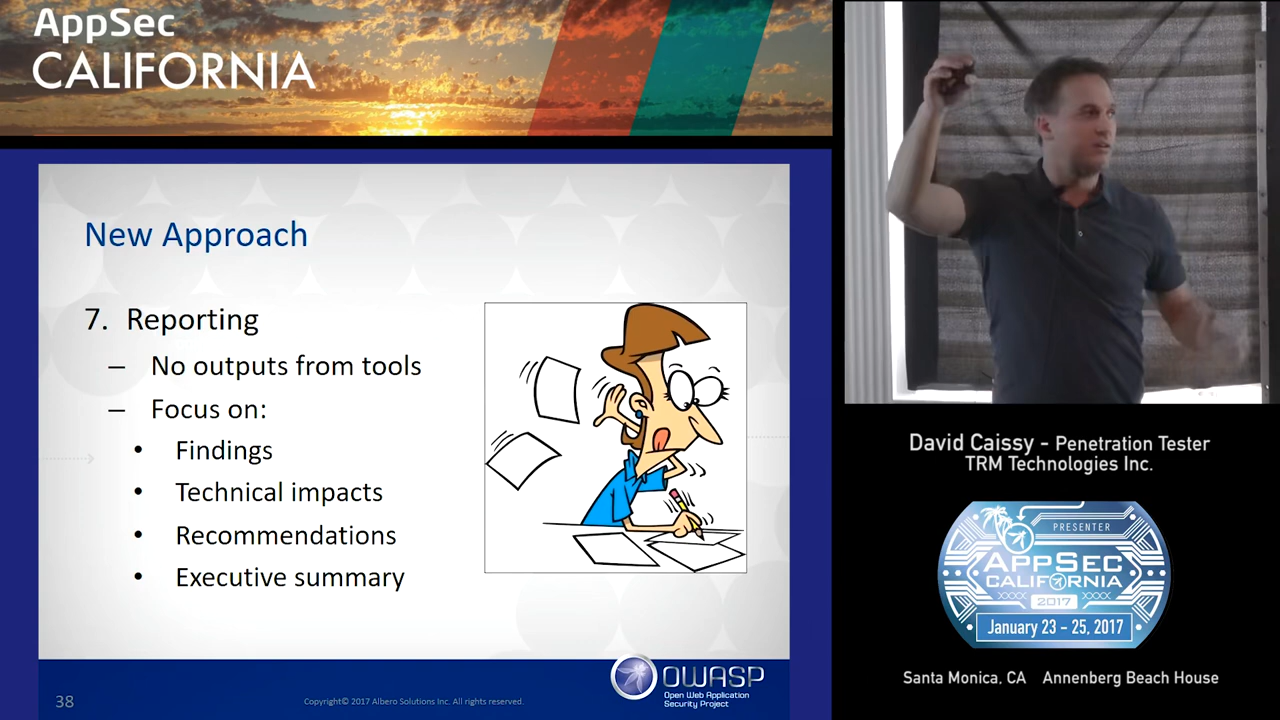 AppSec
CALIFORNIA
New Approach
7. Reporting
– No outputs from tools
– Focus on:
• Findings
• Technical impacts
• Recommendations
• Executive summary
38
Copyright© 2017 Albero Solutions Inc. All rights reserved.
OWASP
Open Web Application
Security Project
David Caissy - Penetration Tester
TRM Technologies Inc.
PRESENTER
APPSEC
CALIFORNIA
2017
January 23 - 25, 2017
Santa Monica, CA Annenberg Beach House